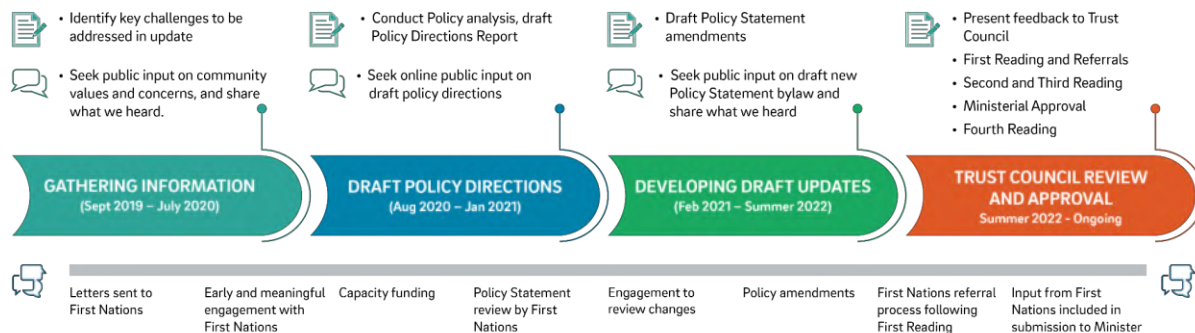 • Identify key challenges to be
addressed in update
• Seek public input on community
values and concerns, and share
what we heard.
• Conduct Policy analysis, draft
Policy Directions Report
• Seek online public input on
draft policy directions
• Draft Policy Statement
amendments
• Seek public input on draft new
Policy Statement bylaw and
share what we heard
• Present feedback to Trust
Council
• First Reading and Referrals
• Second and Third Reading
• Ministerial Approval
• Fourth Reading
GATHERING INFORMATION
(Sept 2019 – July 2020)
DRAFT POLICY DIRECTIONS
(Aug 2020 – Jan 2021)
DEVELOPING DRAFT UPDATES
(Feb 2021 – Summer 2022)
TRUST COUNCIL REVIEW
AND APPROVAL
Summer 2022 - Ongoing
Letters sent to
First Nations
Early and meaningful
engagement with
First Nations
Capacity funding
Policy Statement
review by First
Nations
Engagement to
review changes
Policy amendments
First Nations referral
process following
First Reading
Input from First
Nations included in
submission to Minister